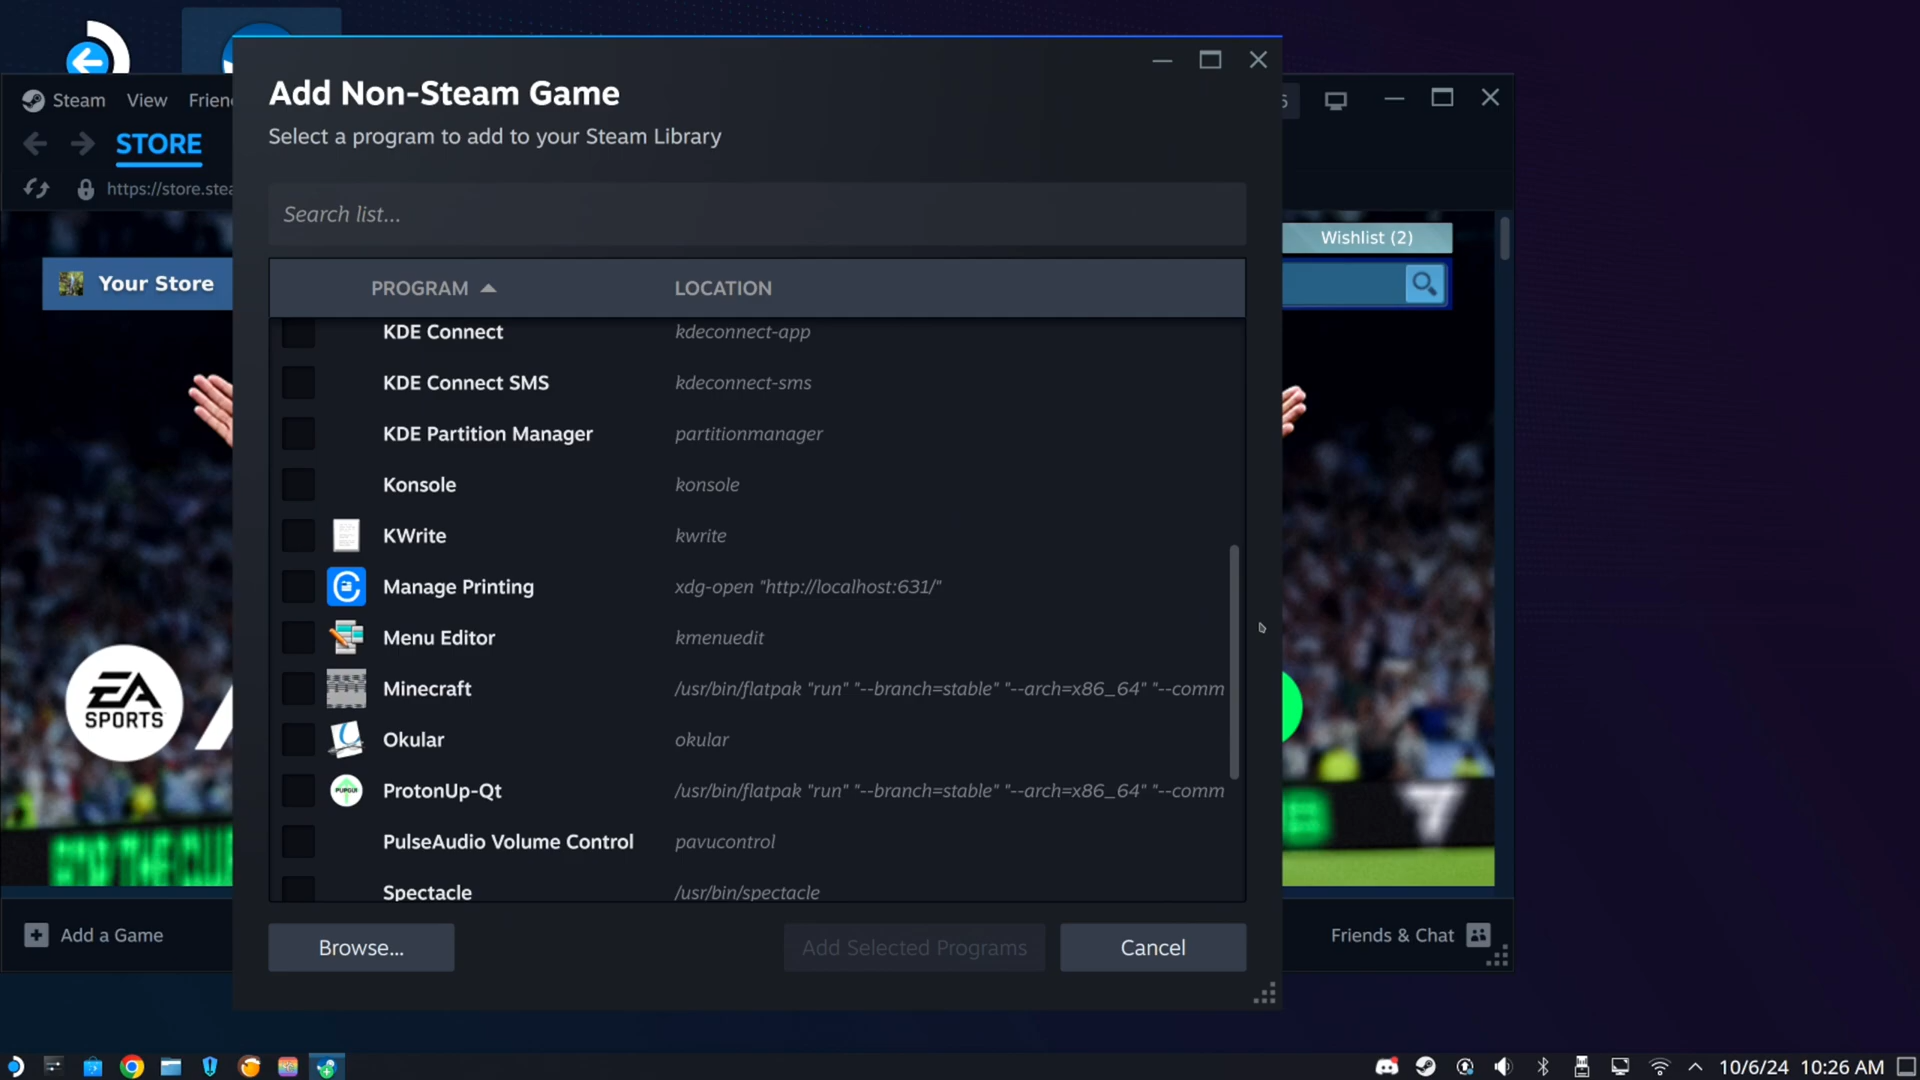 Add Non-Steam Game
Select a program to add to your Steam Library
Steam View Frien
STORE
https://store.stea
Search list...
Wishlist (2)
Your Store
PROGRAM LOCATION
KDE Connect kdeconnect-app
KDE Connect SMS kdeconnect-sms
KDE Partition Manager partitionmanager
Konsole konsole
KWrite kwrite
Manage Printing xdg-open "http://localhost:631/"
Menu Editor kmenuedit
Minecraft /usr/bin/flatpak "run" "--branch=stable" "--arch=x86_64" "--comm
EA
SPORTS
Okular okular
ProtonUp-Qt /usr/bin/flatpak "run" "--branch=stable" "--arch=x86_64" "--comm
PUPGUI
PulseAudio Volume Control pavucontrol
FOR THE CLU
Spectacle /usr/bin/spectacle
Add a Game
Browse... Add Selected Programs Cancel
Friends & Chat
10/6/24 10:26 AM